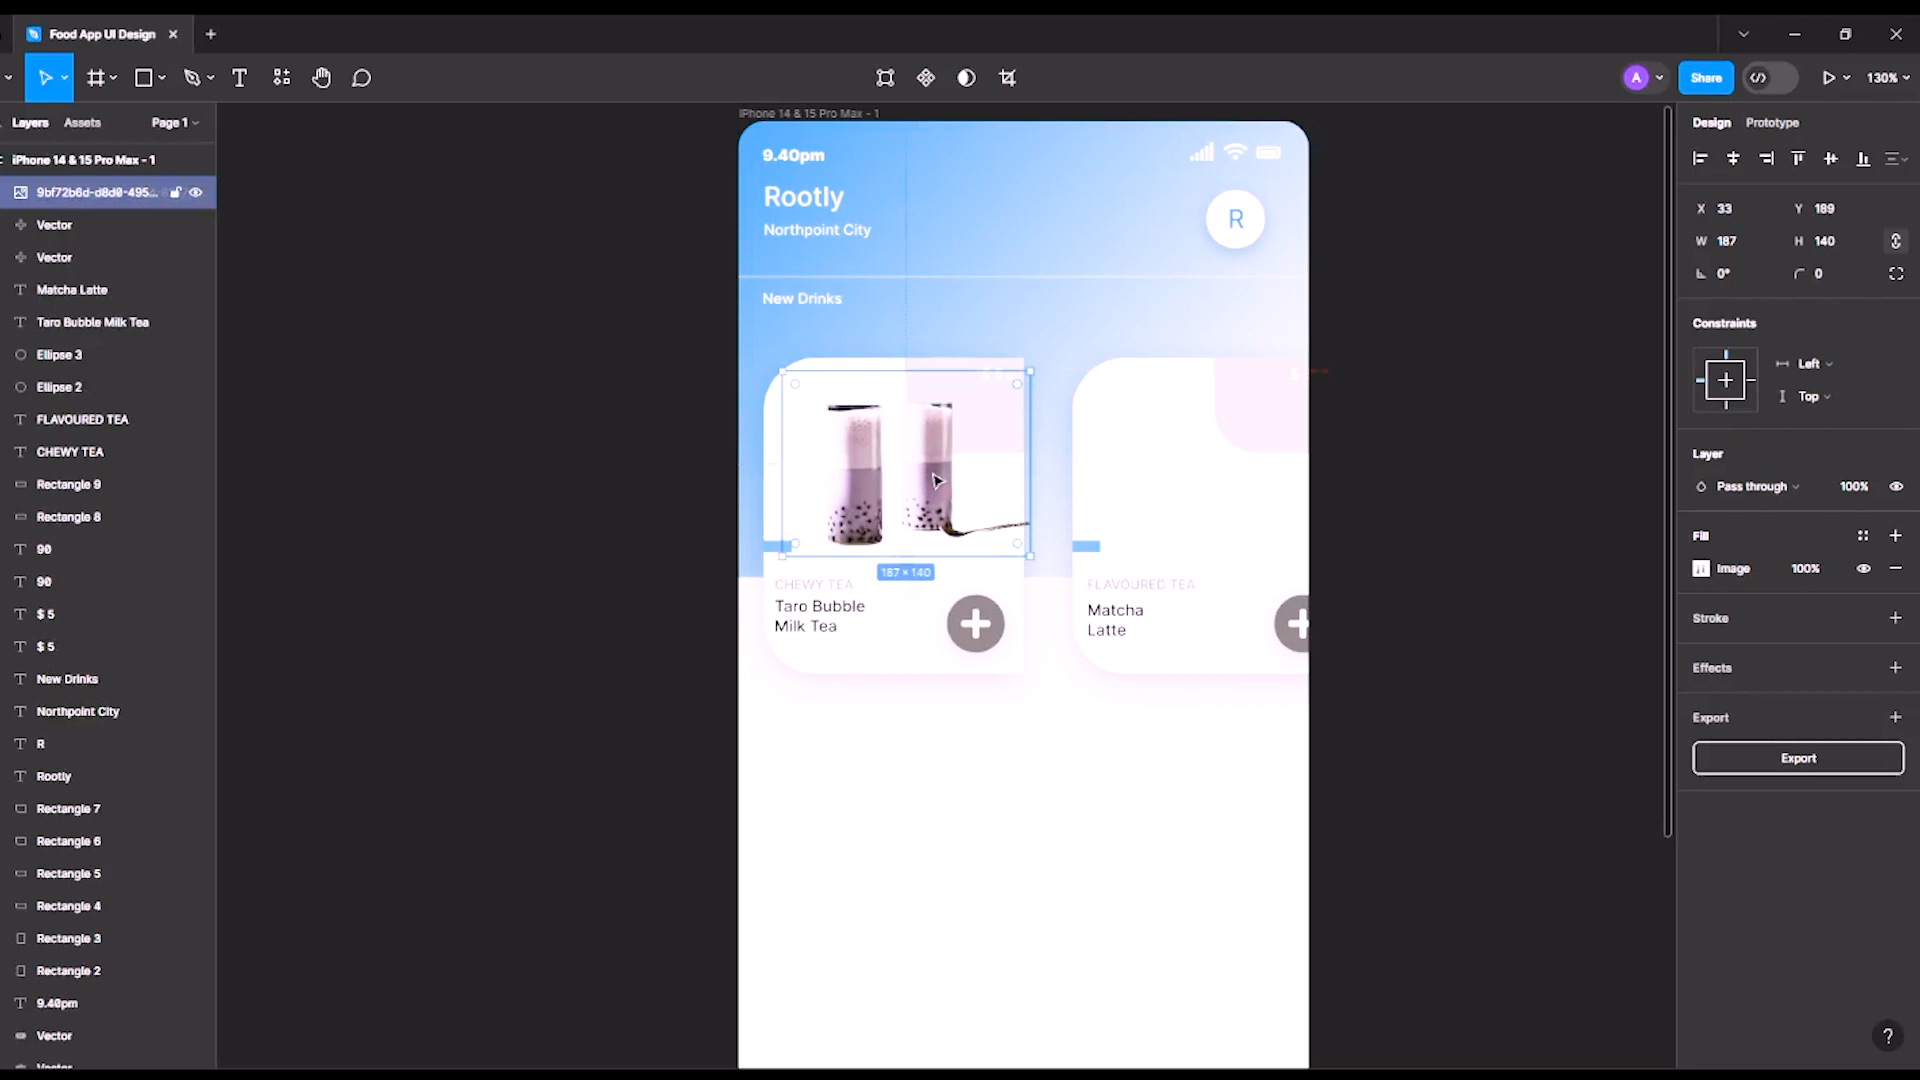 Food App UI Design
A
Share
130%
Layers
Assets
Page 1
iPhone 14 & 15 Pro Max - 1
9bf72b6d-d8d0-495...
Vector
Vector
Matcha Latte
Taro Bubble Milk Tea
Ellipse 3
Ellipse 2
FLAVOURED TEA
CHEWY TEA
Rectangle 9
Rectangle 8
90
90
$ 5
$ 5
New Drinks
Northpoint City
R
Rootly
Rectangle 7
Rectangle 6
Rectangle 5
Rectangle 4
Rectangle 3
Rectangle 2
9.40pm
Vector
Vector
iPhone 14 & 15 Pro Max - 1
9.40pm
Rootly
Northpoint City
R
New Drinks
187 × 140
CHEWY TEA
Taro Bubble
Milk Tea
FLAVOURED TEA
Matcha
Latte
Design
Prototype
X 33
Y 189
W 187
H 140
0°
0
Constraints
Left
Top
Layer
Pass through
100%
Fill
Image
100%
Stroke
Effects
Export
Export
?